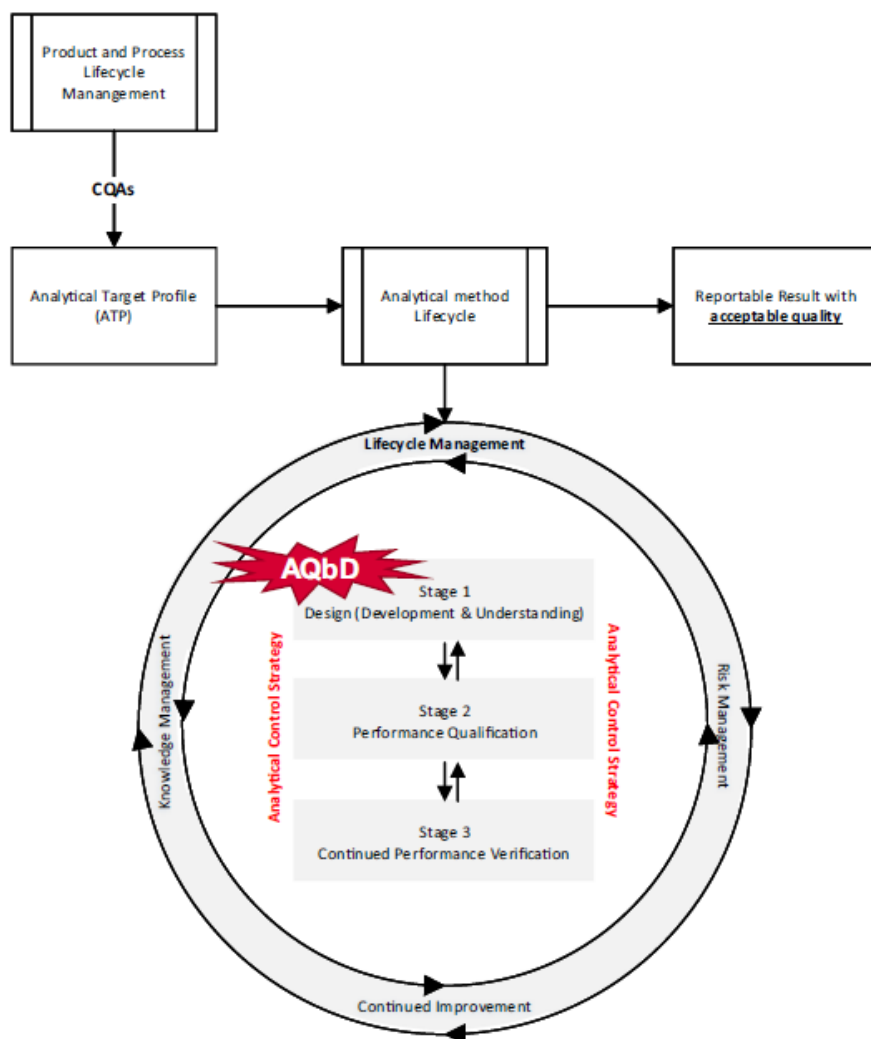 Product and Process
Lifecycle
Manangement
CQAs
Analytical Target Profile
(ATP)
Analytical method
Lifecycle
Reportable Result with
acceptable quality
Lifecycle Management
AQbD
Stage 1
Design (Development & Understanding)
Analytical Control Strategy
Analytical Control Strategy
Knowledge Management
Risk Management
Stage 2
Performance Qualification
Stage 3
Continued Performance Verification
Continued Improvement